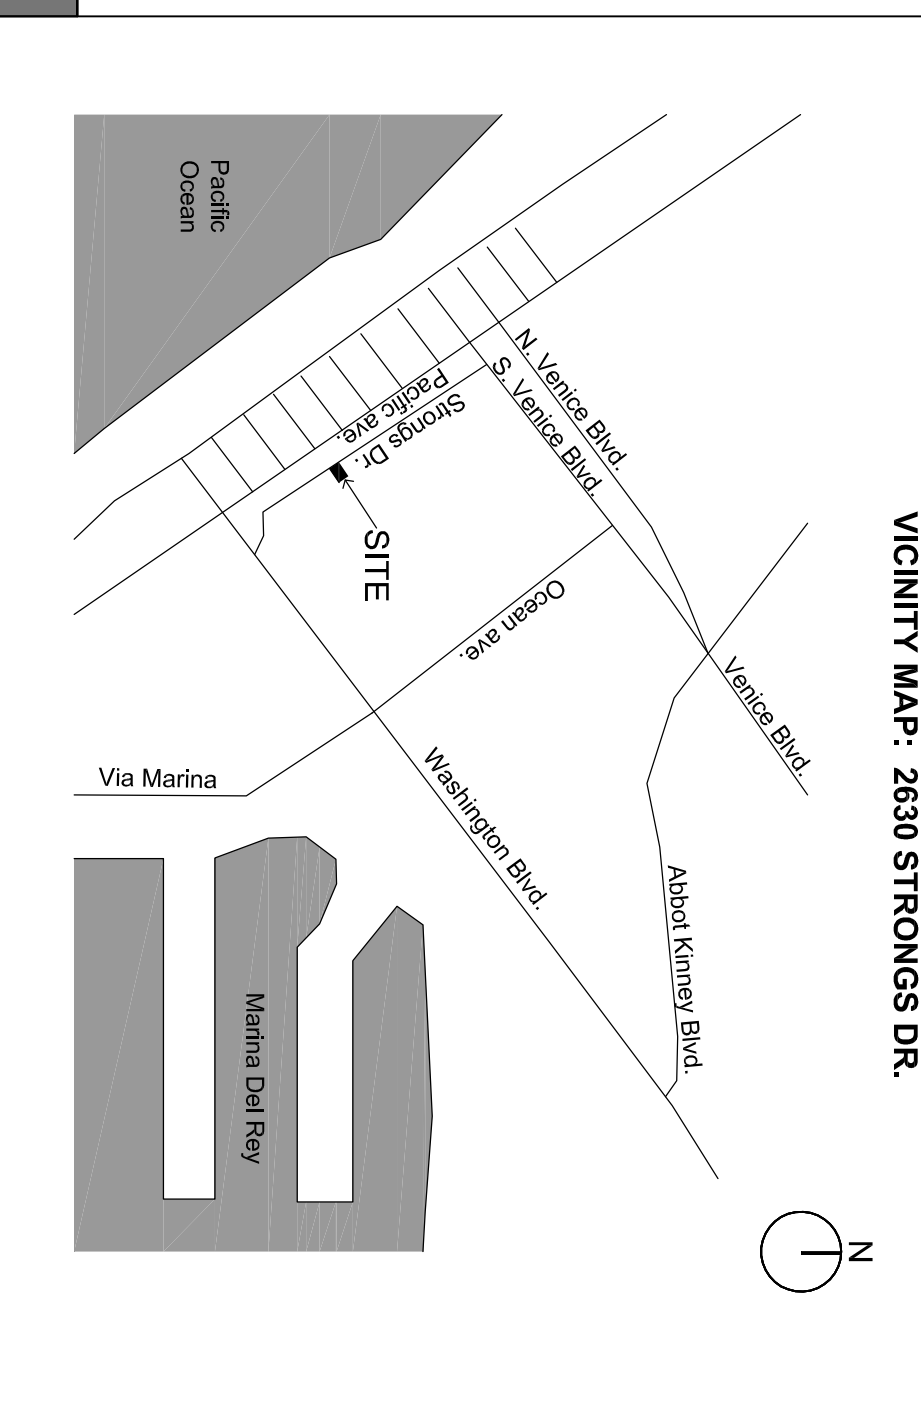 VICINITY MAP: 2630 STRONGS DR.
N
Pacific
Ocean
N. Venice Blvd.
S. Venice Blvd.
Pacific ave.
Strongs Dr.
SITE
Ocean ave.
Venice Blvd.
Via Marina
Washington Blvd.
Abbot Kinney Blvd.
Marina Del Rey